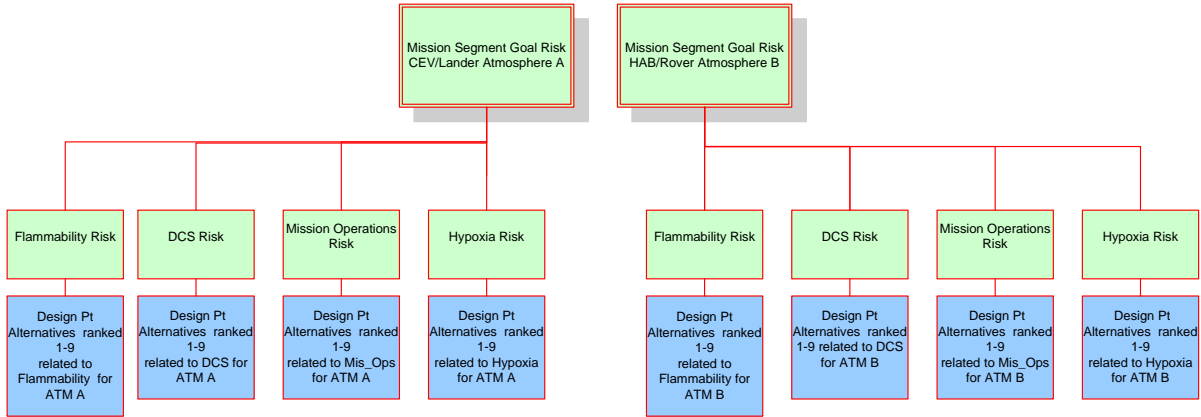 Mission Segment Goal Risk
CEV/Lander Atmosphere A
Mission Segment Goal Risk
HAB/Rover Atmosphere B
Flammability Risk
DCS Risk
Mission Operations
Risk
Hypoxia Risk
Flammability Risk
DCS Risk
Mission Operations
Risk
Hypoxia Risk
Design Pt
Alternatives ranked
1-9
related to
Flammability for
ATM A
Design Pt
Alternatives ranked
1-9
related to DCS for
ATM A
Design Pt
Alternatives ranked
1-9
related to Mis_Ops
for ATM A
Design Pt
Alternatives ranked
1-9
related to Hypoxia
for ATM A
Design Pt
Alternatives ranked
1-9
related to
Flammability for
ATM B
Design Pt
Alternatives ranked
1-9 related to DCS
for ATM B
Design Pt
Alternatives ranked
1-9
related to Mis_Ops
for ATM B
Design Pt
Alternatives ranked
1-9
related to Hypoxia
for ATM B